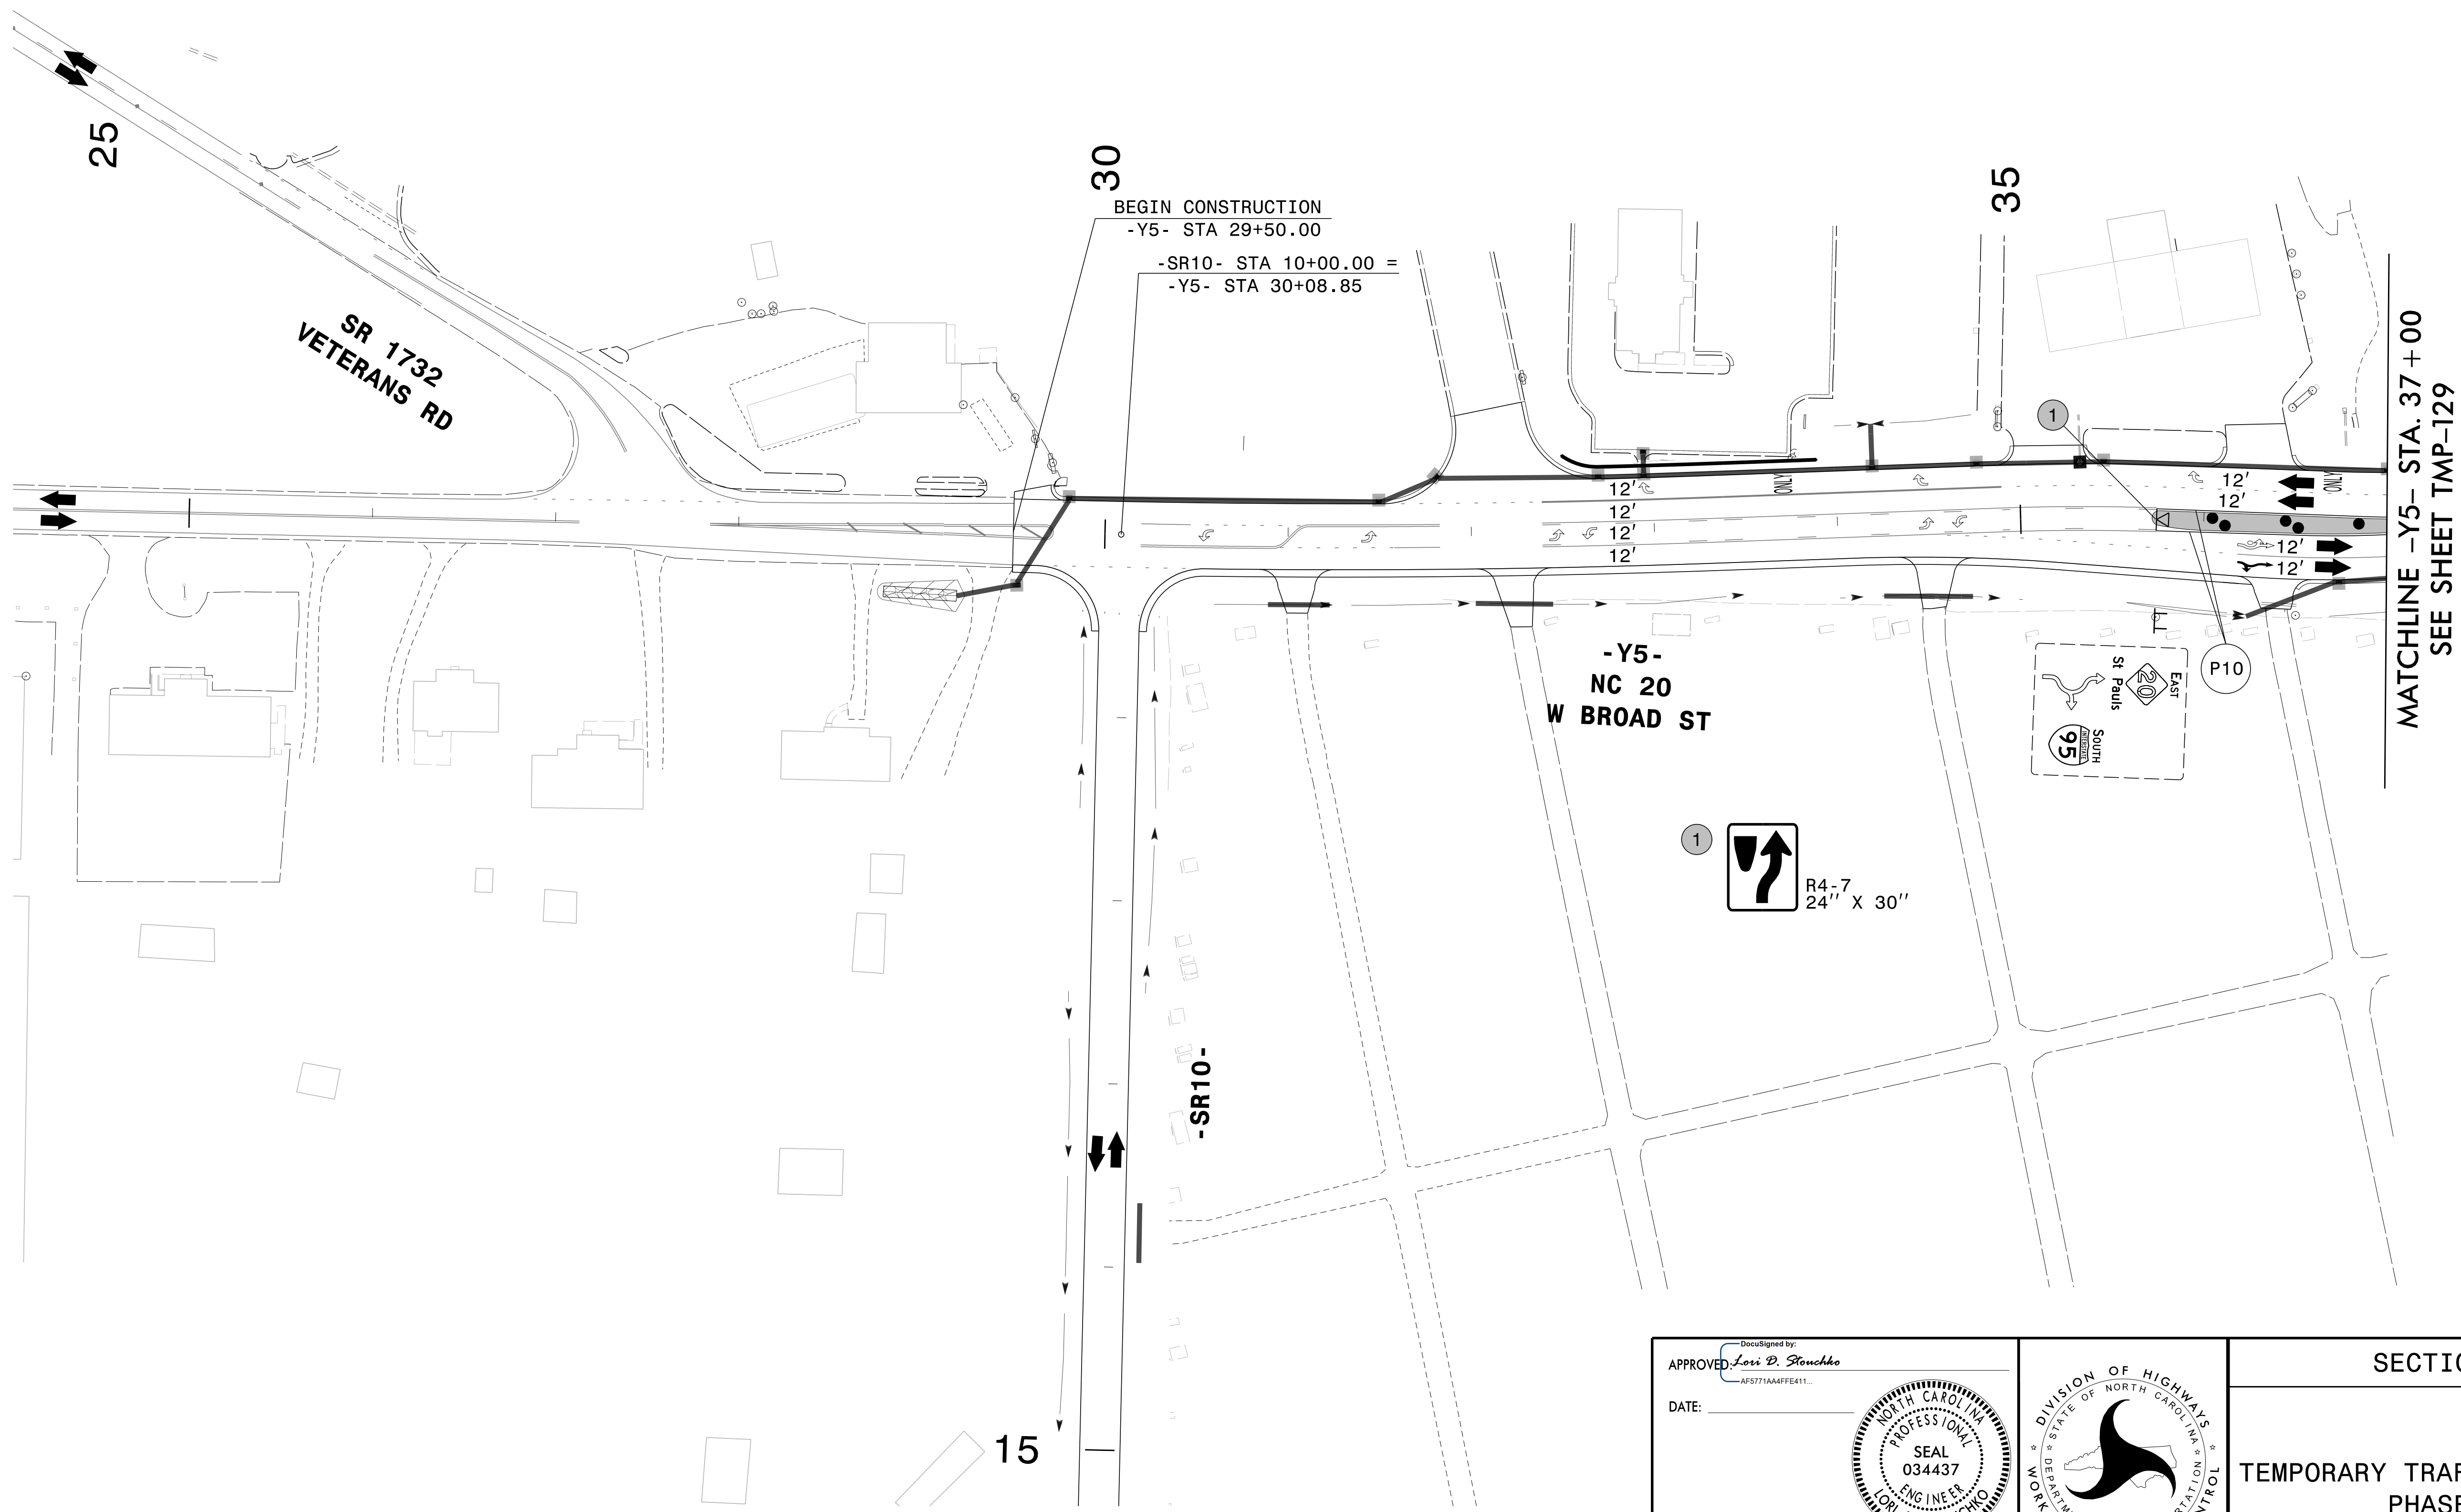 25
30
35
BEGIN CONSTRUCTION
-Y5- STA 29+50.00
-SR10- STA 10+00.00 =
-Y5- STA 30+08.85
SR 1732
VETERANS RD
1
MATCHLINE -Y5- STA. 37+00
SEE SHEET TMP-129
12'
12'
12'
12'
ONLY
12'
12'
ONLY
12'
12'
P10
-Y5-
NC 20
W BROAD ST
EAST
20
St Pauls
SOUTH
INTERSTATE
95
1
R4-7
24'' X 30''
-SR10-
15
DocuSigned by:
APPROVED: Lori D. Stouchko
AF5771AA4FFE411...
DATE:
NORTH CAROLINA
PROFESSIONAL
SEAL
034437
ENGINEER
DIVISION OF HIGHWAYS
STATE OF NORTH CAROLINA
TEMPORARY
PHASE